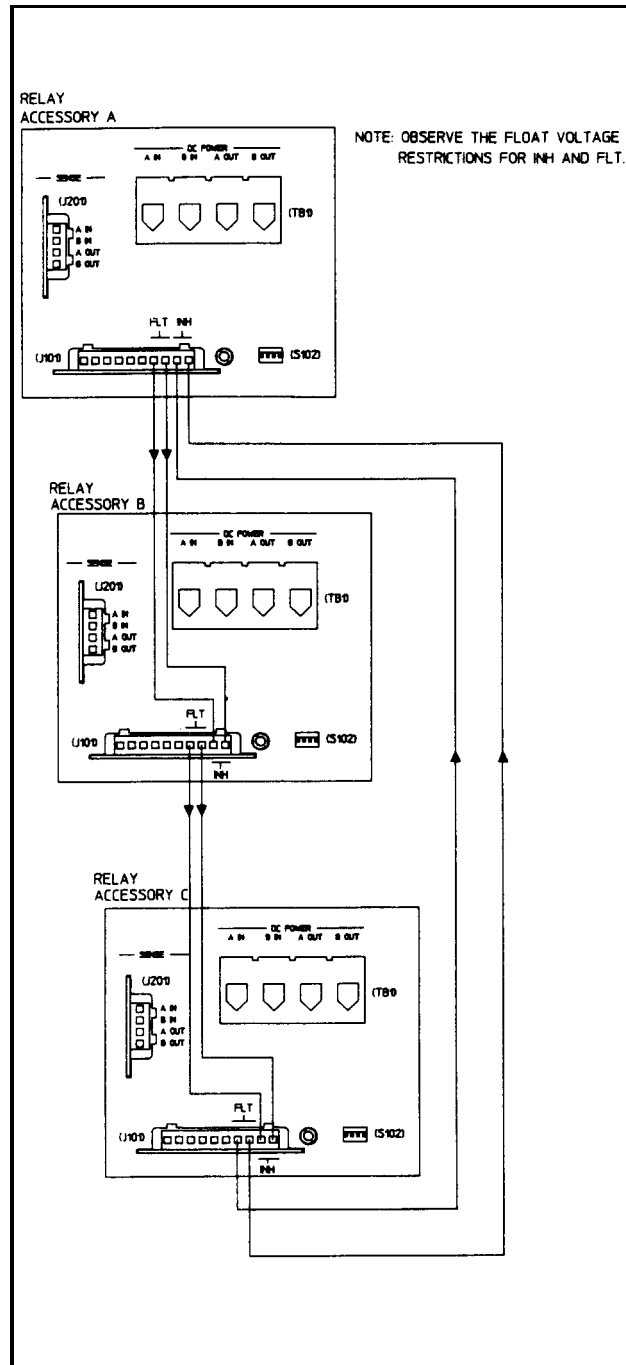 RELAY
ACCESSORY A
NOTE: OBSERVE THE FLOAT VOLTAGE
RESTRICTIONS FOR INH AND FLT.
DC POWER
A IN B IN A OUT B OUT
SENSE
(J201)
(TB1)
A IN
B IN
A OUT
B OUT
FLT INH
(J101)
(S102)
RELAY
ACCESSORY B
DC POWER
A IN B IN A OUT B OUT
SENSE
(J201)
(TB1)
A IN
B IN
A OUT
B OUT
FLT
(J101)
(S102)
INH
RELAY
ACCESSORY C
DC POWER
A IN B IN A OUT B OUT
SENSE
(J201)
(TB1)
A IN
B IN
A OUT
B OUT
FLT
(J101)
(S102)
INH